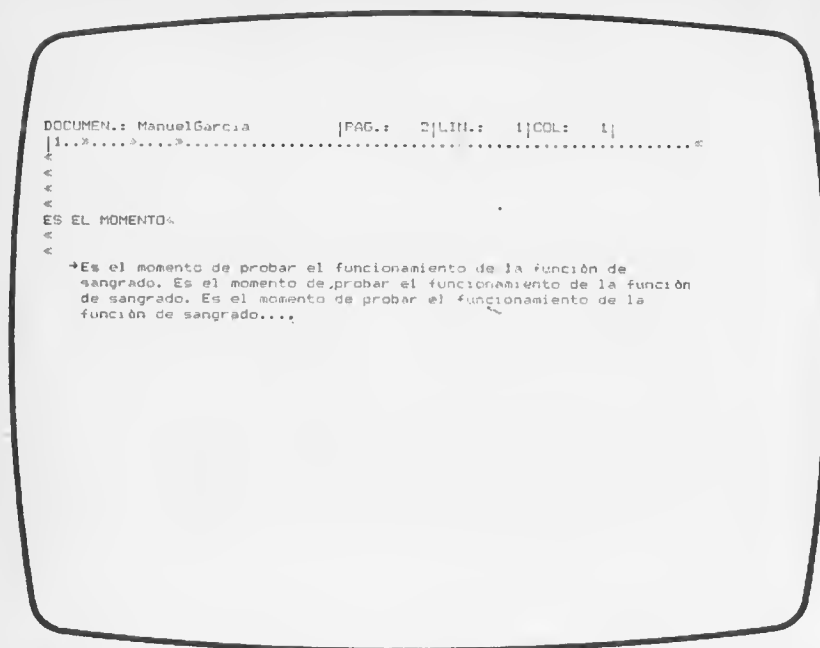 DOCUMEN.: ManuelGarcia |PAG.: 2|LIN.: 1|COL: 1|
|1..».....»....»......................................................................«
«
«
«
«
ES EL MOMENTO«
«
«
→Es el momento de probar el funcionamiento de la función de
sangrado. Es el momento de probar el funcionamiento de la función
de sangrado. Es el momento de probar el funcionamiento de la
función de sangrado....